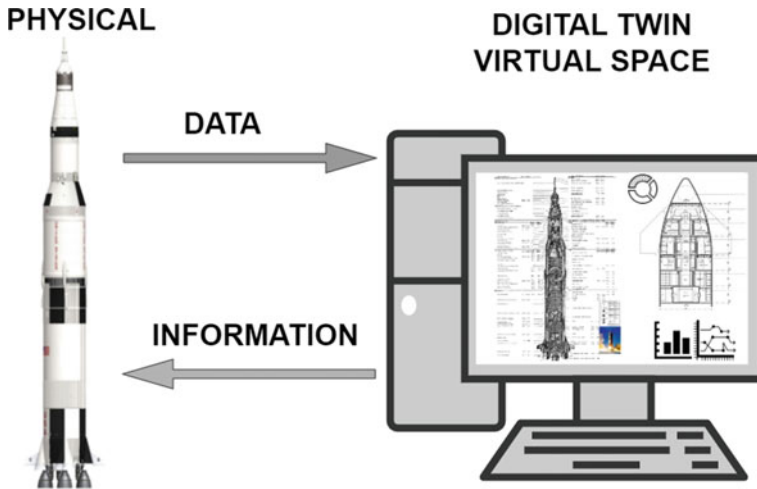 PHYSICAL
DIGITAL TWIN
VIRTUAL SPACE
DATA
INFORMATION